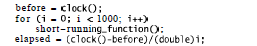 before = clock();
for (i = 0; i < 1000; i++)
short-running_function();
elapsed = (clock()-before)/(double)i;